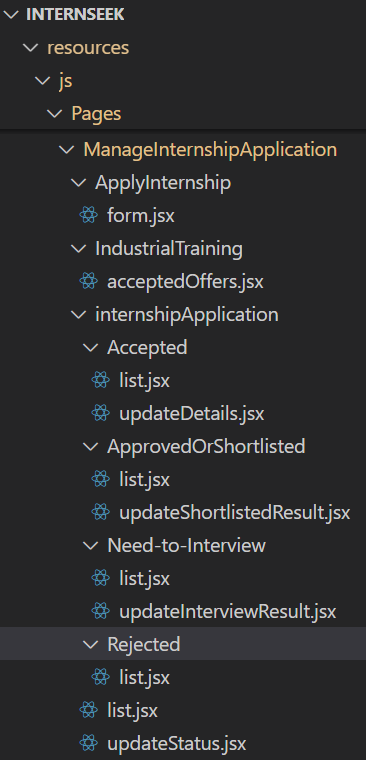 INTERNSEEK
resources
js
Pages
ManageInternshipApplication
ApplyInternship
form.jsx
IndustrialTraining
acceptedOffers.jsx
internshipApplication
Accepted
list.jsx
updateDetails.jsx
ApprovedOrShortlisted
list.jsx
updateShortlistedResult.jsx
Need-to-Interview
list.jsx
updateInterviewResult.jsx
Rejected
list.jsx
list.jsx
updateStatus.jsx